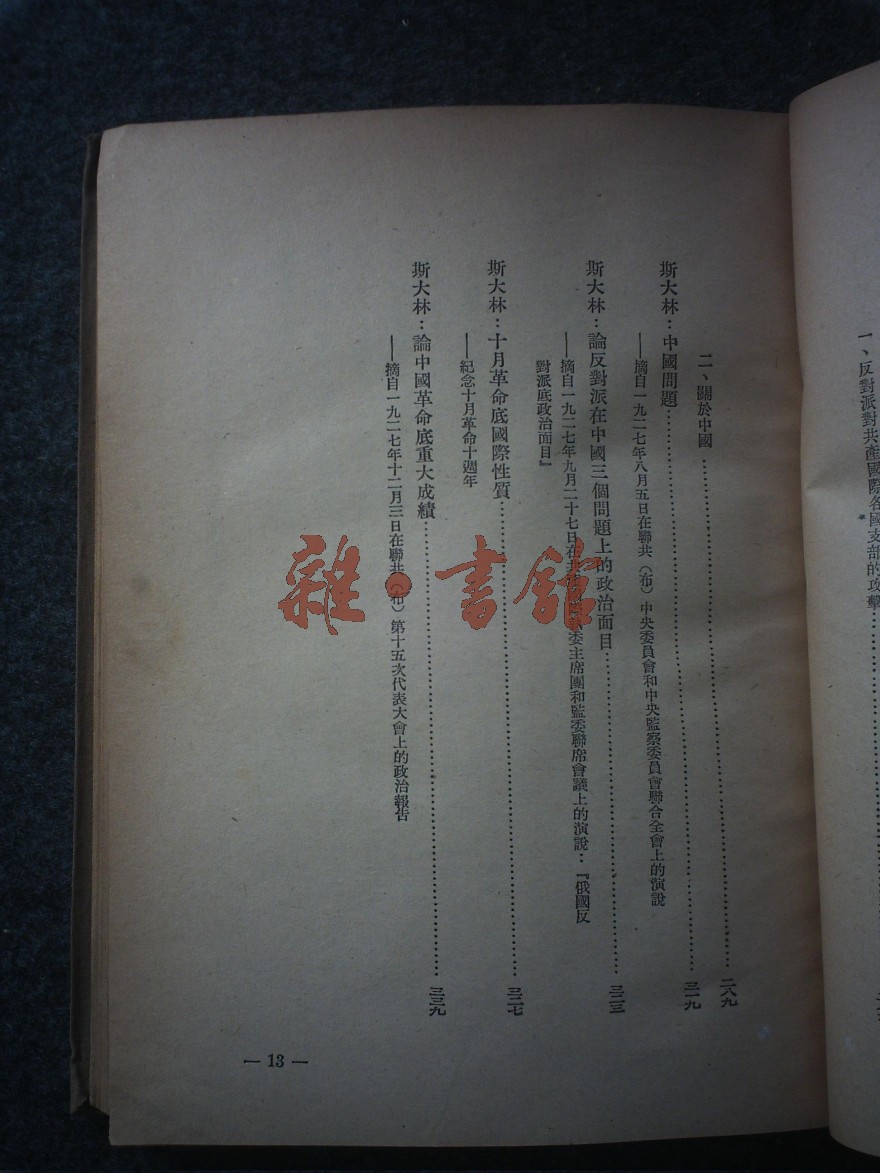 一、反對派對共產國際各國支部的攻擊
二、關於中國……二八九
斯大林：中國問題……三一九
——摘自一九二七年八月五日在聯共（布）中央委員會和中央監察委員會聯合全會上的演說
斯大林：論反對派在中國三個問題上的政治面目……三二三
——摘自一九二七年九月二十七日在共 委主席團和監委聯席會議上的演說：『俄國反
對派底政治面目』
斯大林：十月革命底國際性質……三二七
——紀念十月革命十週年
斯大林：論中國革命底重大成績……三三九
——摘自一九二七年十二月三日在聯共（布）第十五次代表大會上的政治報告
— 13 —
雜·書館